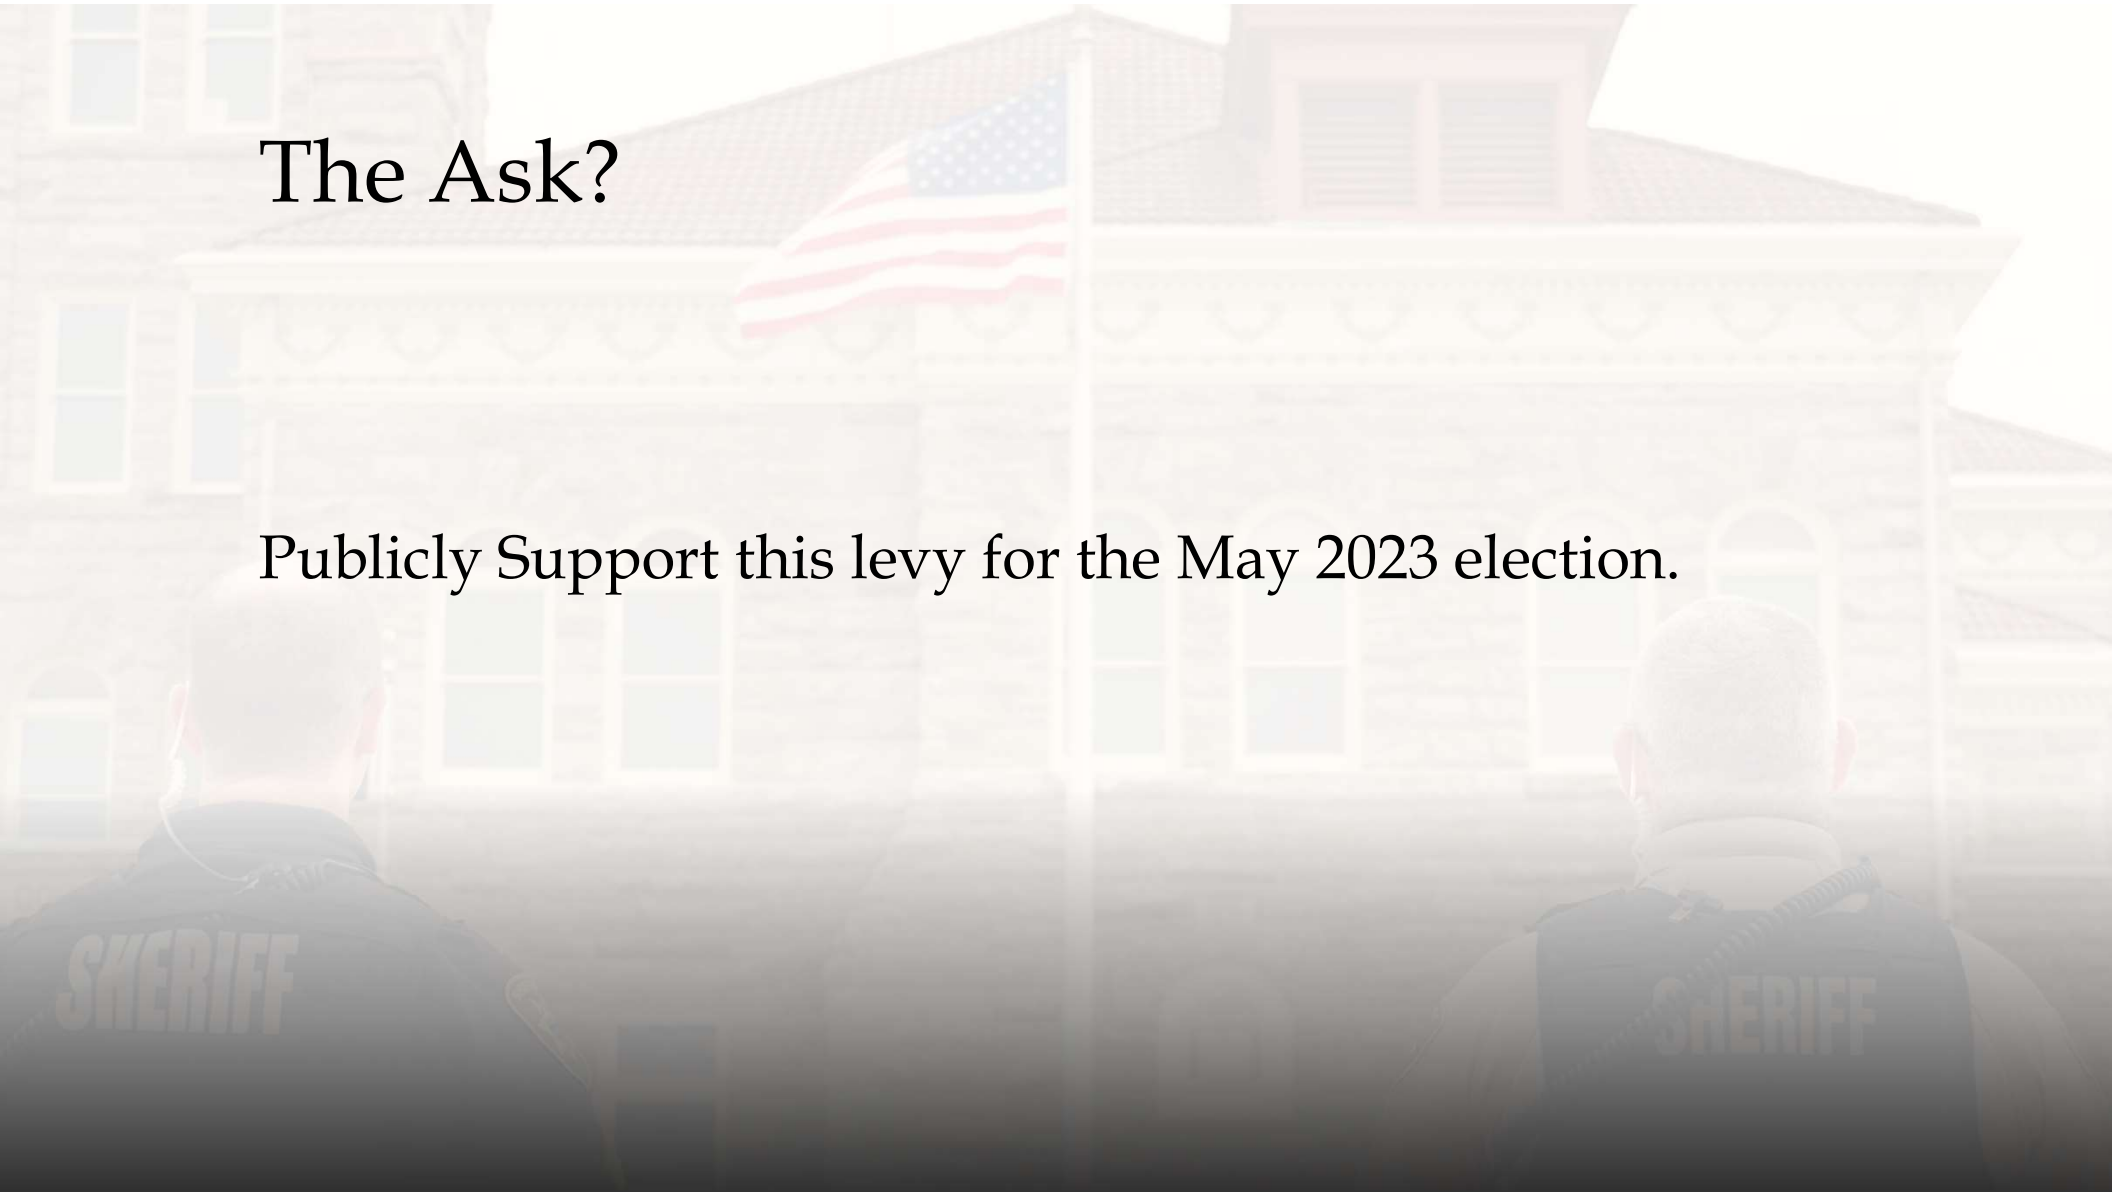 The Ask?
Publicly Support this levy for the May 2023 election.
SHERIFF
SHERIFF